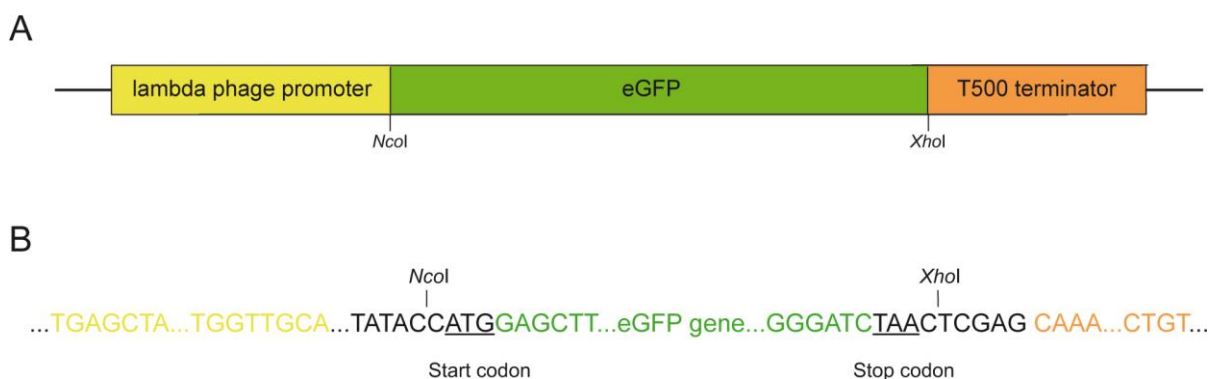 A
lambda phage promoter eGFP T500 terminator
NcoI XhoI
B
NcoI XhoI
...TGAGCTA...TGGTTGCA...TATACCATGGAGCTT...eGFP gene...GGGATCTAACTCGAG CAAA...CTGT...
Start codon Stop codon